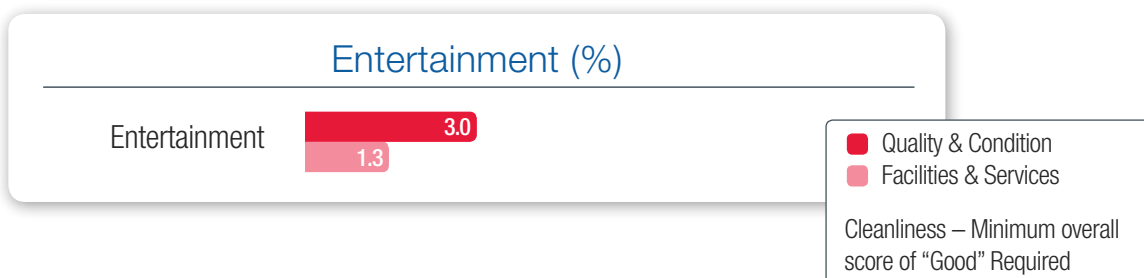 Entertainment (%)
Entertainment
3.0
1.3
Quality & Condition
Facilities & Services
Cleanliness – Minimum overall
score of “Good” Required